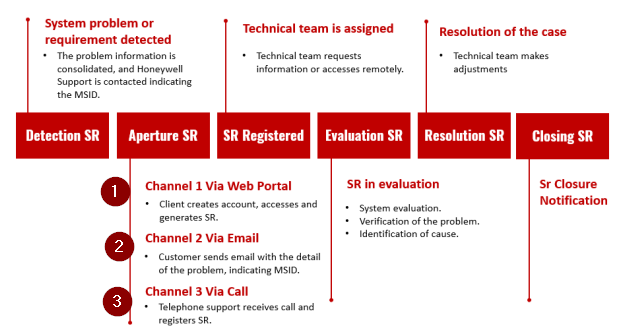 System problem or
requirement detected
• The problem information is
consolidated, and Honeywell
Support is contacted indicating
the MSID.
Technical team is assigned
• Technical team requests
information or accesses remotely.
Resolution of the case
• Technical team makes
adjustments
Detection SR
Aperture SR
SR Registered
Evaluation SR
Resolution SR
Closing SR
1
Channel 1 Via Web Portal
• Client creates account, accesses and
generates SR.
2
Channel 2 Via Email
• Customer sends email with the detail
of the problem, indicating MSID.
3
Channel 3 Via Call
• Telephone support receives call and
registers SR.
SR in evaluation
• System evaluation.
• Verification of the problem.
• Identification of cause.
Sr Closure
Notification